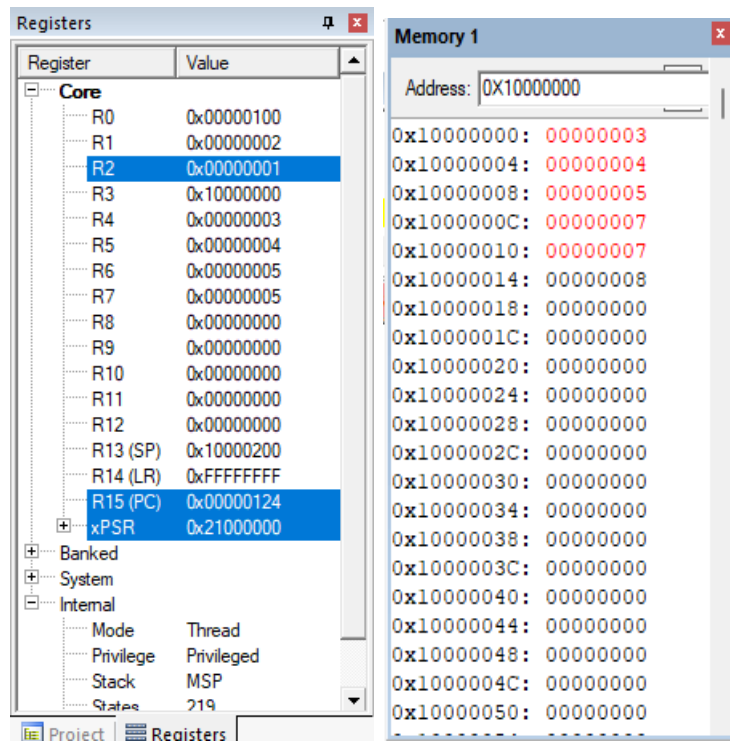 Registers
Register Value
Core
R0 0x00000100
R1 0x00000002
R2 0x00000001
R3 0x10000000
R4 0x00000003
R5 0x00000004
R6 0x00000005
R7 0x00000005
R8 0x00000000
R9 0x00000000
R10 0x00000000
R11 0x00000000
R12 0x00000000
R13 (SP) 0x10000200
R14 (LR) 0xFFFFFFFF
R15 (PC) 0x00000124
xPSR 0x21000000
Banked
System
Internal
Mode Thread
Privilege Privileged
Stack MSP
States 219
Project Registers
Memory 1
Address: 0X10000000
0x10000000: 00000003
0x10000004: 00000004
0x10000008: 00000005
0x1000000C: 00000007
0x10000010: 00000007
0x10000014: 00000008
0x10000018: 00000000
0x1000001C: 00000000
0x10000020: 00000000
0x10000024: 00000000
0x10000028: 00000000
0x1000002C: 00000000
0x10000030: 00000000
0x10000034: 00000000
0x10000038: 00000000
0x1000003C: 00000000
0x10000040: 00000000
0x10000044: 00000000
0x10000048: 00000000
0x1000004C: 00000000
0x10000050: 00000000